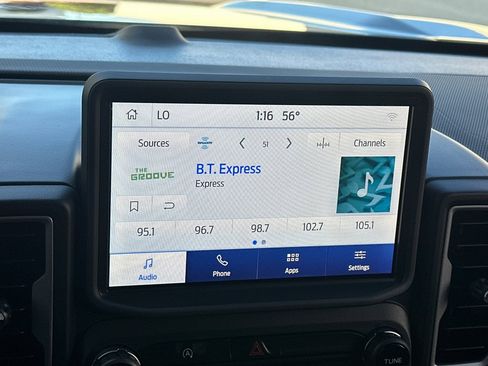 LO 1:16 56°
Sources SiriusXM 51 Channels
THE GROOVE
B.T. Express
Express
95.1 96.7 98.7 102.7 105.1
Audio Phone Apps Settings
TUNE